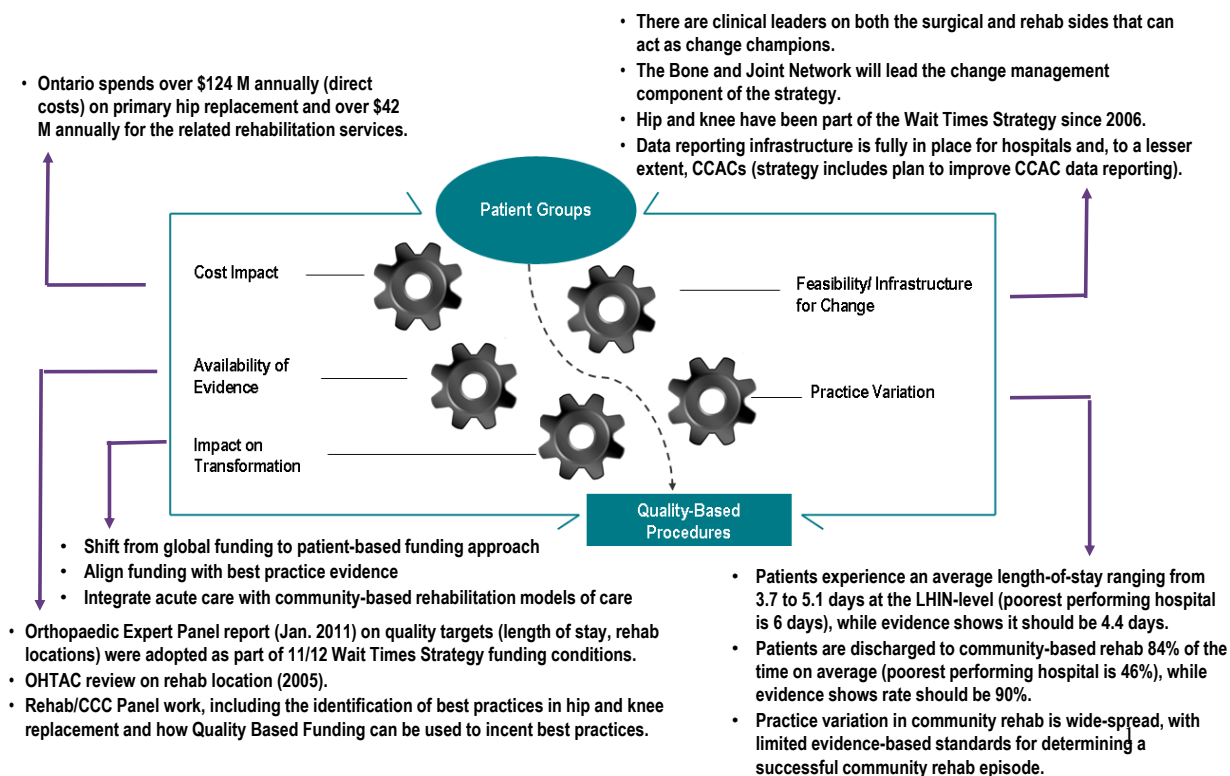 • There are clinical leaders on both the surgical and rehab sides that can
act as change champions.
• The Bone and Joint Network will lead the change management
component of the strategy.
• Hip and knee have been part of the Wait Times Strategy since 2006.
• Data reporting infrastructure is fully in place for hospitals and, to a lesser
extent, CCACs (strategy includes plan to improve CCAC data reporting).
• Ontario spends over $124 M annually (direct
costs) on primary hip replacement and over $42
M annually for the related rehabilitation services.
Patient Groups
Cost Impact
Feasibility/ Infrastructure
for Change
Availability of
Evidence
Practice Variation
Impact on
Transformation
Quality-Based
Procedures
• Shift from global funding to patient-based funding approach
• Align funding with best practice evidence
• Integrate acute care with community-based rehabilitation models of care
• Orthopaedic Expert Panel report (Jan. 2011) on quality targets (length of stay, rehab
locations) were adopted as part of 11/12 Wait Times Strategy funding conditions.
• OHTAC review on rehab location (2005).
• Rehab/CCC Panel work, including the identification of best practices in hip and knee
replacement and how Quality Based Funding can be used to incent best practices.
• Patients experience an average length-of-stay ranging from
3.7 to 5.1 days at the LHIN-level (poorest performing hospital
is 6 days), while evidence shows it should be 4.4 days.
• Patients are discharged to community-based rehab 84% of the
time on average (poorest performing hospital is 46%), while
evidence shows rate should be 90%.
• Practice variation in community rehab is wide-spread, with
limited evidence-based standards for determining a
successful community rehab episode.
1